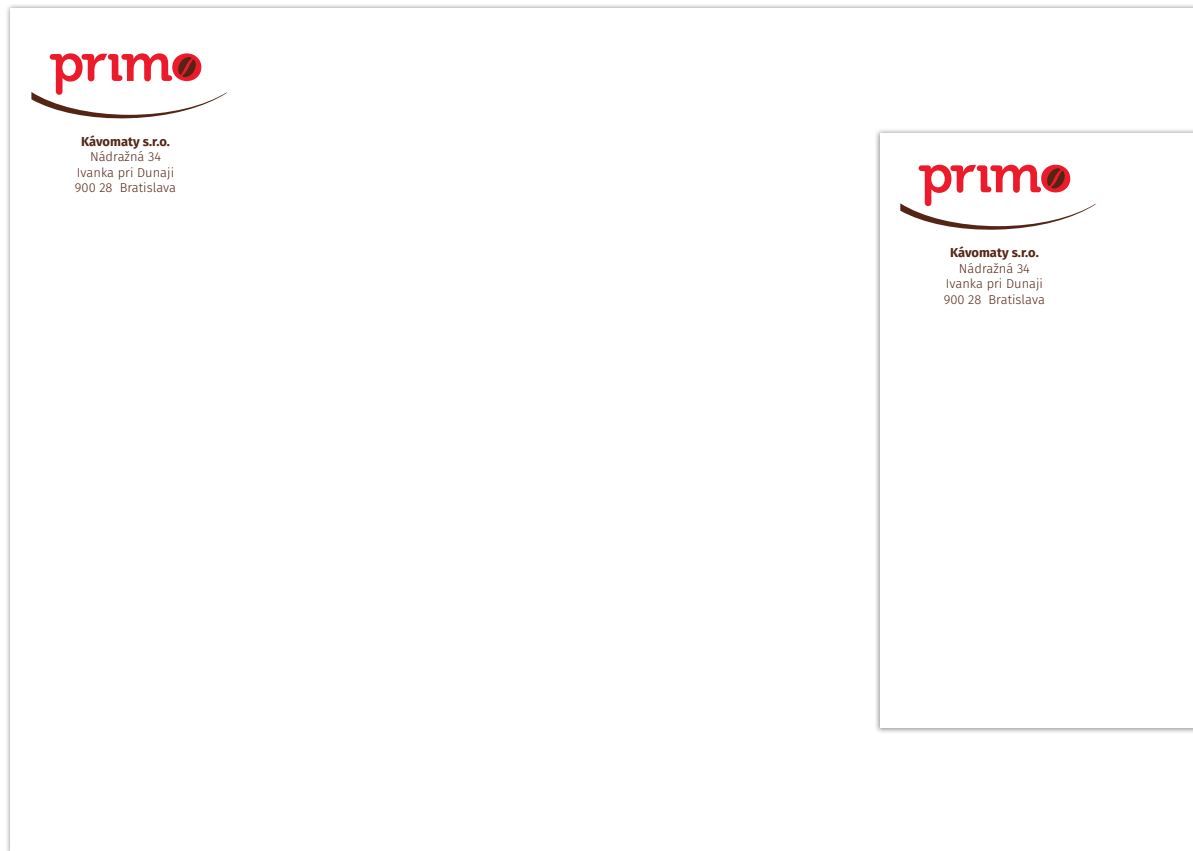 primo
Kávomaty s.r.o.
Nádražná 34
Ivanka pri Dunaji
900 28 Bratislava
primo
Kávomaty s.r.o.
Nádražná 34
Ivanka pri Dunaji
900 28 Bratislava